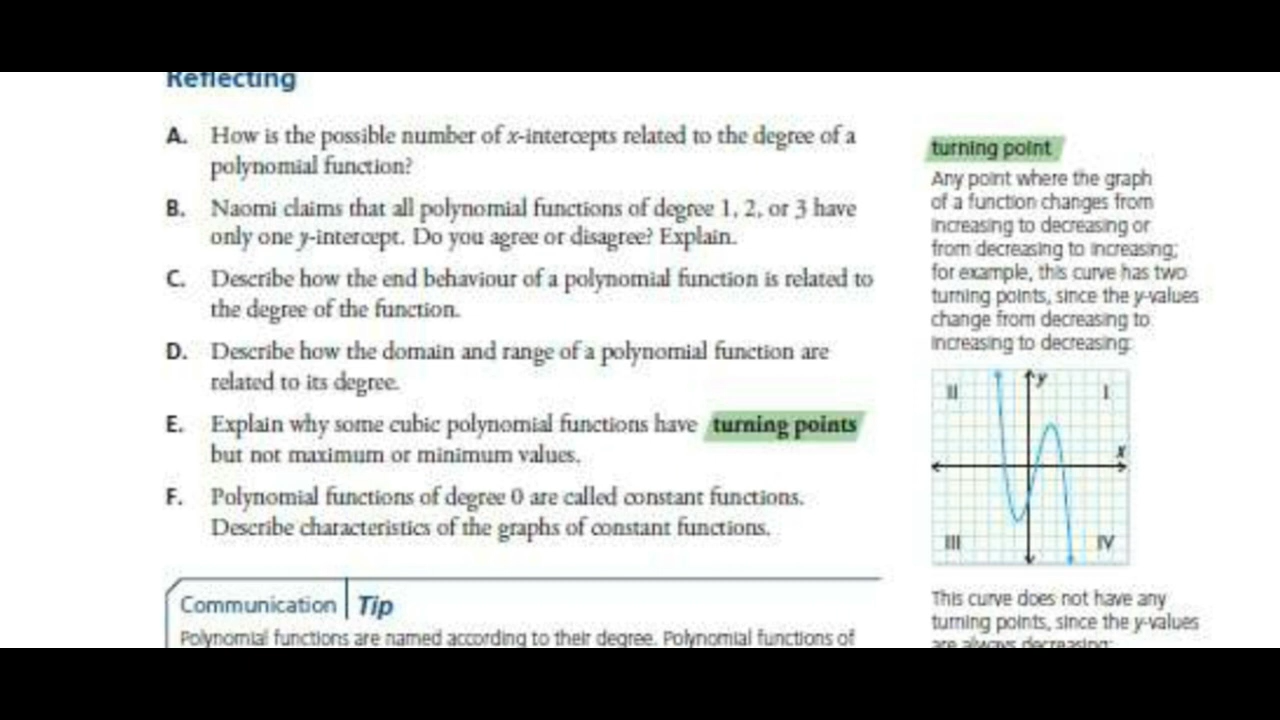 Reflecting
A. How is the possible number of x-intercepts related to the degree of a
polynomial function?
B. Naomi claims that all polynomial functions of degree 1, 2, or 3 have
only one y-intercept. Do you agree or disagree? Explain.
C. Describe how the end behaviour of a polynomial function is related to
the degree of the function.
D. Describe how the domain and range of a polynomial function are
related to its degree.
E. Explain why some cubic polynomial functions have turning points
but not maximum or minimum values.
F. Polynomial functions of degree 0 are called constant functions.
Describe characteristics of the graphs of constant functions.
Communication Tip
Polynomial functions are named according to their degree. Polynomial functions of
turning point
Any point where the graph
of a function changes from
increasing to decreasing or
from decreasing to increasing;
for example, this curve has two
turning points, since the y-values
change from decreasing to
increasing to decreasing:
y
II I
x
III IV
This curve does not have any
turning points, since the y-values
are always decreasing: